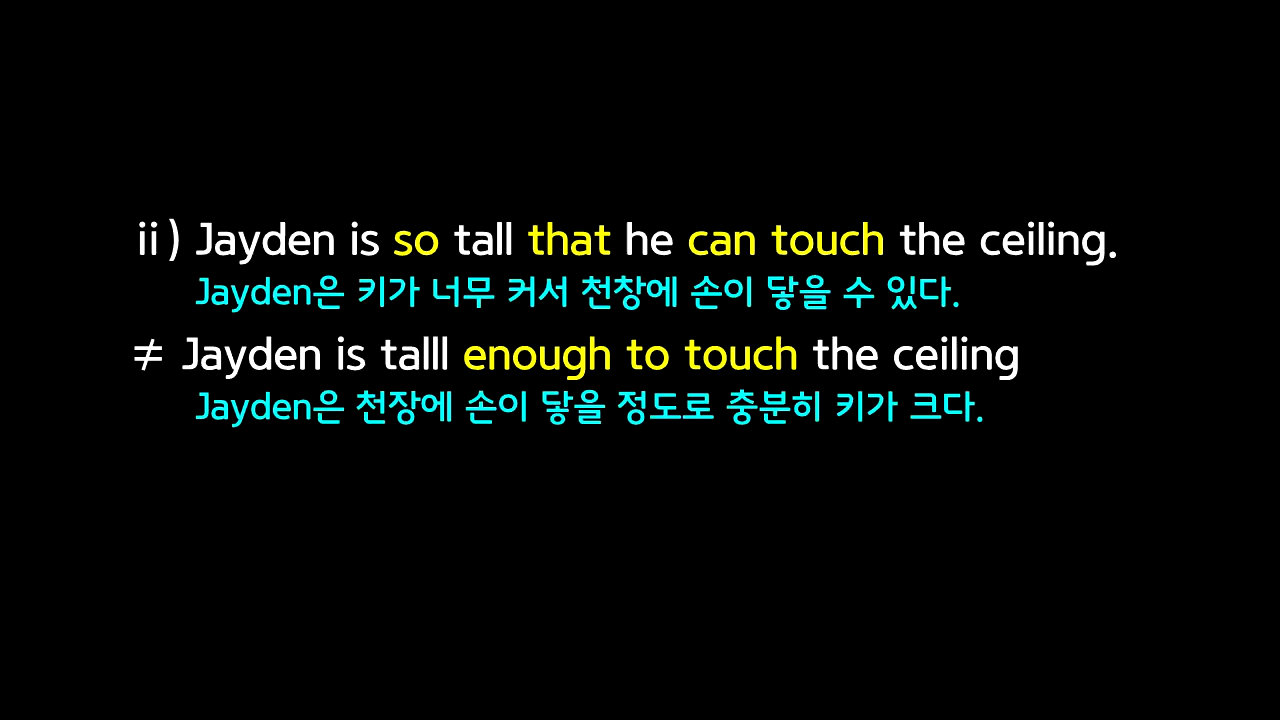 ii) Jayden is so tall that he can touch the ceiling.
Jayden은 키가 너무 커서 천창에 손이 닿을 수 있다.
≠ Jayden is talll enough to touch the ceiling
Jayden은 천장에 손이 닿을 정도로 충분히 키가 크다.